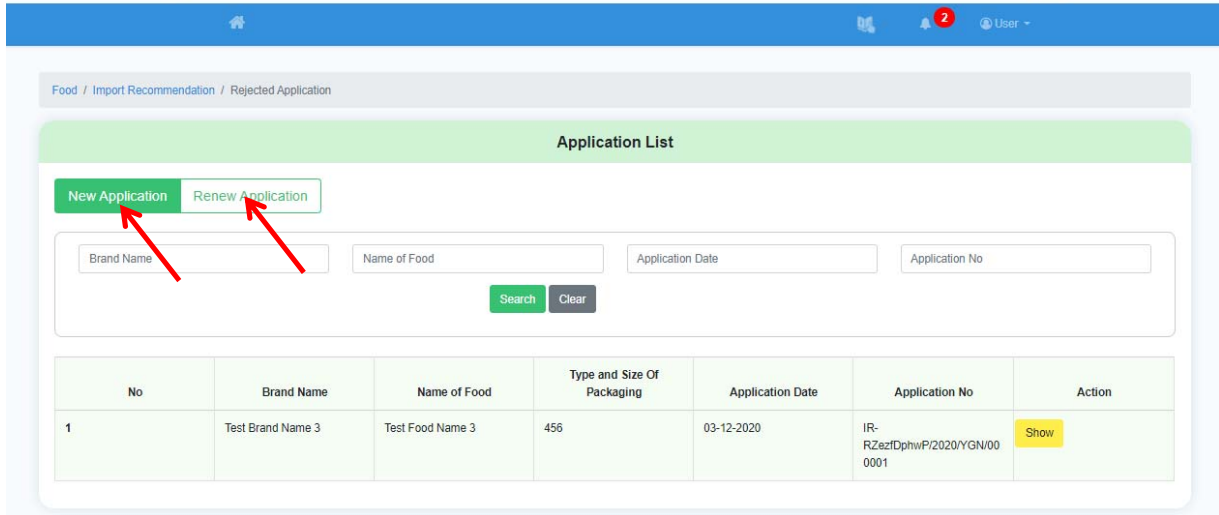 2
User
Food / Import Recommendation / Rejected Application
Application List
New Application
Renew Application
Brand Name
Name of Food
Application Date
Application No
Search
Clear
No
Brand Name
Name of Food
Type and Size Of
Packaging
Application Date
Application No
Action
1
Test Brand Name 3
Test Food Name 3
456
03-12-2020
IR-
RZezfDphwP/2020/YGN/00
0001
Show